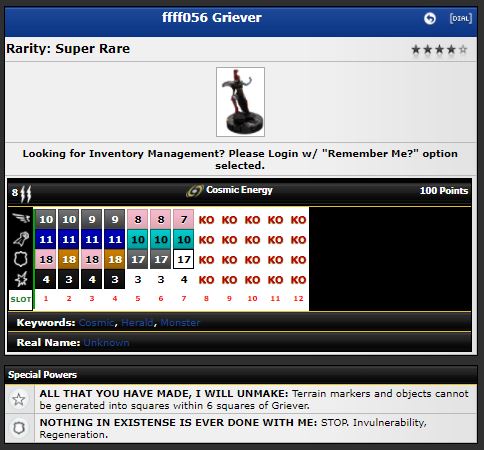 ffff056 Griever
[DIAL]
Rarity: Super Rare
Looking for Inventory Management? Please Login w/ "Remember Me?" option
selected.
8 Cosmic Energy 100 Points
10 10 9 9 8 8 7 KO KO KO KO KO
11 11 11 11 10 10 10 KO KO KO KO KO
18 18 18 18 17 17 17 KO KO KO KO KO
4 3 4 3 3 3 4 KO KO KO KO KO
SLOT 1 2 3 4 5 6 7 8 9 10 11 12
Keywords: Cosmic, Herald, Monster
Real Name: Unknown
Special Powers
ALL THAT YOU HAVE MADE, I WILL UNMAKE: Terrain markers and objects cannot
be generated into squares within 6 squares of Griever.
NOTHING IN EXISTENSE IS EVER DONE WITH ME: STOP. Invulnerability,
Regeneration.